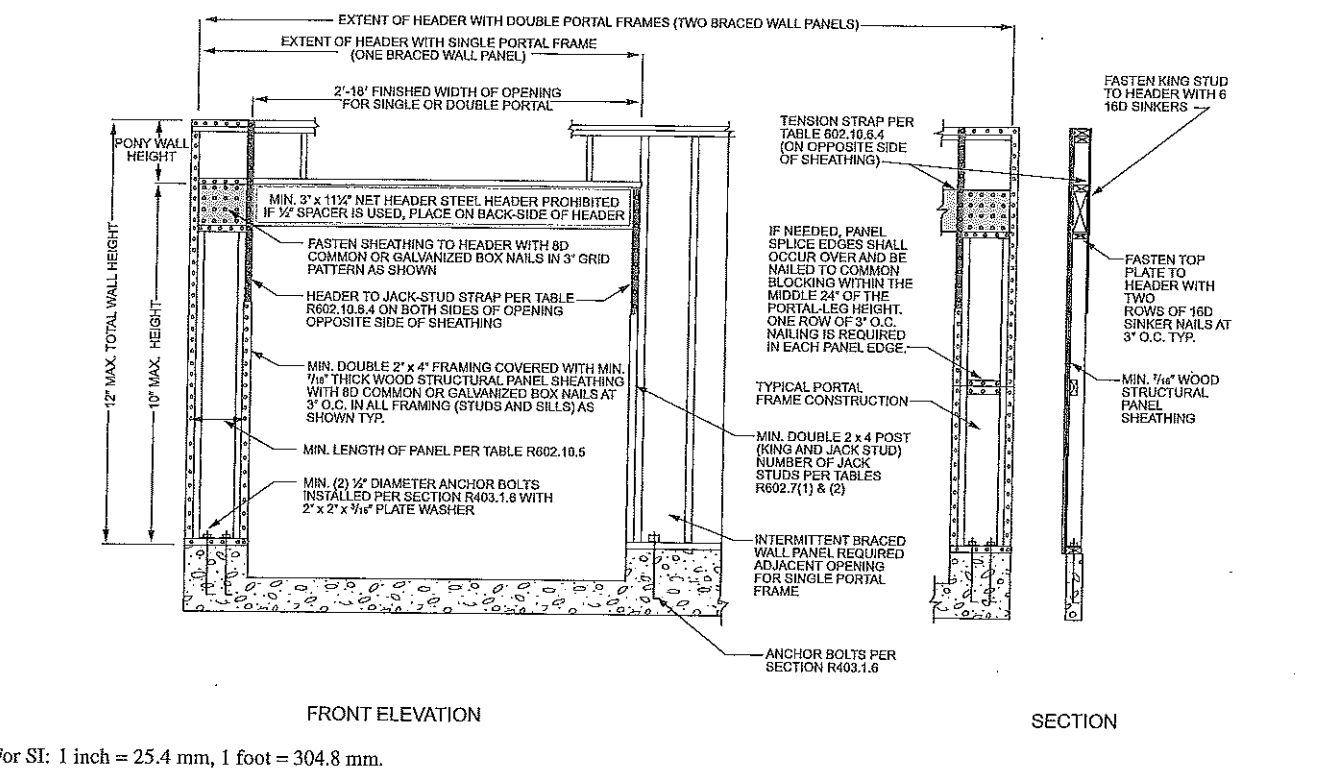 EXTENT OF HEADER WITH DOUBLE PORTAL FRAMES (TWO BRACED WALL PANELS)
EXTENT OF HEADER WITH SINGLE PORTAL FRAME
(ONE BRACED WALL PANEL)
2'-18' FINISHED WIDTH OF OPENING
FOR SINGLE OR DOUBLE PORTAL
PONY WALL
HEIGHT
12" MAX. TOTAL WALL HEIGHT
10" MAX. HEIGHT
MIN. 3" x 11¼" NET HEADER STEEL HEADER PROHIBITED
IF ½" SPACER IS USED, PLACE ON BACK-SIDE OF HEADER
FASTEN SHEATHING TO HEADER WITH 8D
COMMON OR GALVANIZED BOX NAILS IN 3" GRID
PATTERN AS SHOWN
HEADER TO JACK-STUD STRAP PER TABLE
R602.10.6.4 ON BOTH SIDES OF OPENING
OPPOSITE SIDE OF SHEATHING
MIN. DOUBLE 2" x 4" FRAMING COVERED WITH MIN.
7/16" THICK WOOD STRUCTURAL PANEL SHEATHING
WITH 8D COMMON OR GALVANIZED BOX NAILS AT
3" O.C. IN ALL FRAMING (STUDS AND SILLS) AS
SHOWN TYP.
MIN. LENGTH OF PANEL PER TABLE R602.10.5
MIN. (2) ½" DIAMETER ANCHOR BOLTS
INSTALLED PER SECTION R403.1.6 WITH
2" x 2" x 3/16" PLATE WASHER
TENSION STRAP PER
TABLE 602.10.6.4
(ON OPPOSITE SIDE
OF SHEATHING)
IF NEEDED, PANEL
SPLICE EDGES SHALL
OCCUR OVER AND BE
NAILED TO COMMON
BLOCKING WITHIN THE
MIDDLE 24" OF THE
PORTAL-LEG HEIGHT.
ONE ROW OF 3" O.C.
NAILING IS REQUIRED
IN EACH PANEL EDGE.
TYPICAL PORTAL
FRAME CONSTRUCTION
MIN. DOUBLE 2 x 4 POST
(KING AND JACK STUD)
NUMBER OF JACK
STUDS PER TABLES
R602.7(1) & (2)
INTERMITTENT BRACED
WALL PANEL REQUIRED
ADJACENT OPENING
FOR SINGLE PORTAL
FRAME
ANCHOR BOLTS PER
SECTION R403.1.6
FASTEN KING STUD
TO HEADER WITH 6
16D SINKERS
FASTEN TOP
PLATE TO
HEADER WITH
TWO
ROWS OF 16D
SINKER NAILS AT
3" O.C. TYP.
MIN. 7/16" WOOD
STRUCTURAL
PANEL
SHEATHING
FRONT ELEVATION
SECTION
For SI: 1 inch = 25.4 mm, 1 foot = 304.8 mm.